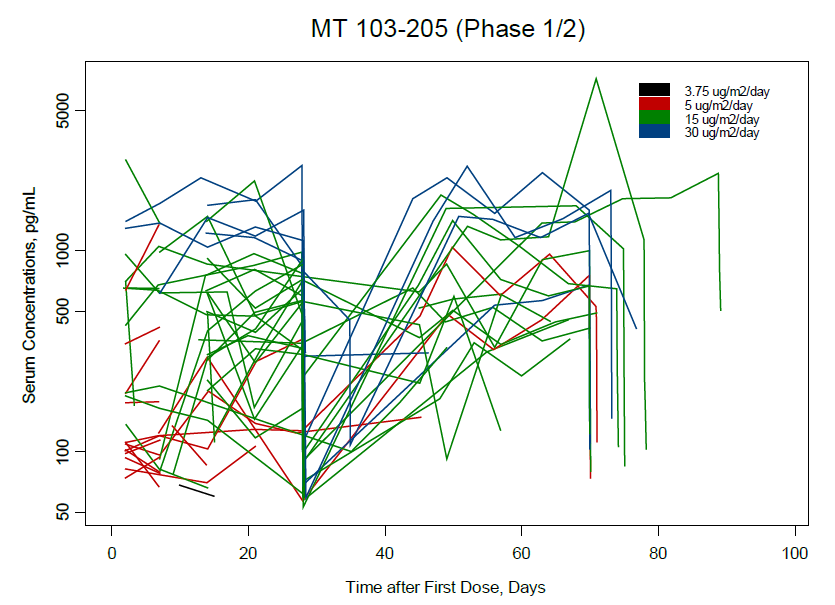 MT 103-205 (Phase 1/2)
3.75 ug/m2/day
5 ug/m2/day
15 ug/m2/day
30 ug/m2/day
Serum Concentrations, pg/mL
5000
1000
500
100
50
0 20 40 60 80 100
Time after First Dose, Days